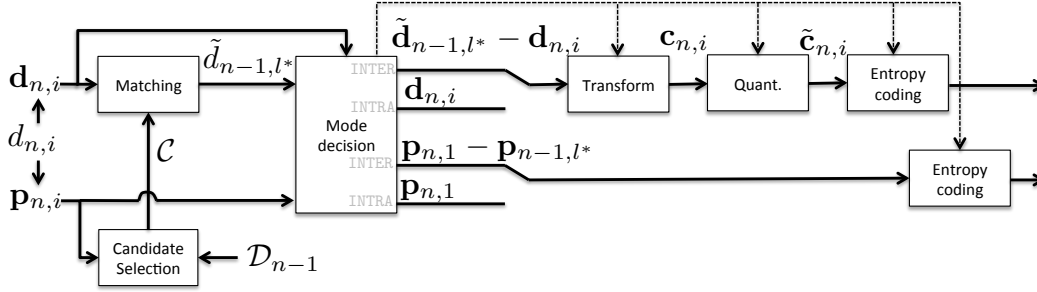 𝐝ₙ,ᵢ
dₙ,ᵢ
𝐩ₙ,ᵢ
Matching
𝒞
Candidate
Selection
𝒟ₙ₋₁
d̃ₙ₋₁,ₗ*
Mode
decision
INTER
INTRA
INTER
INTRA
𝐝̃ₙ₋₁,ₗ* − 𝐝ₙ,ᵢ
𝐝ₙ,ᵢ
𝐩ₙ,₁ − 𝐩ₙ₋₁,ₗ*
𝐩ₙ,₁
Transform
𝐜ₙ,ᵢ
Quant.
𝐜̃ₙ,ᵢ
Entropy
coding
Entropy
coding